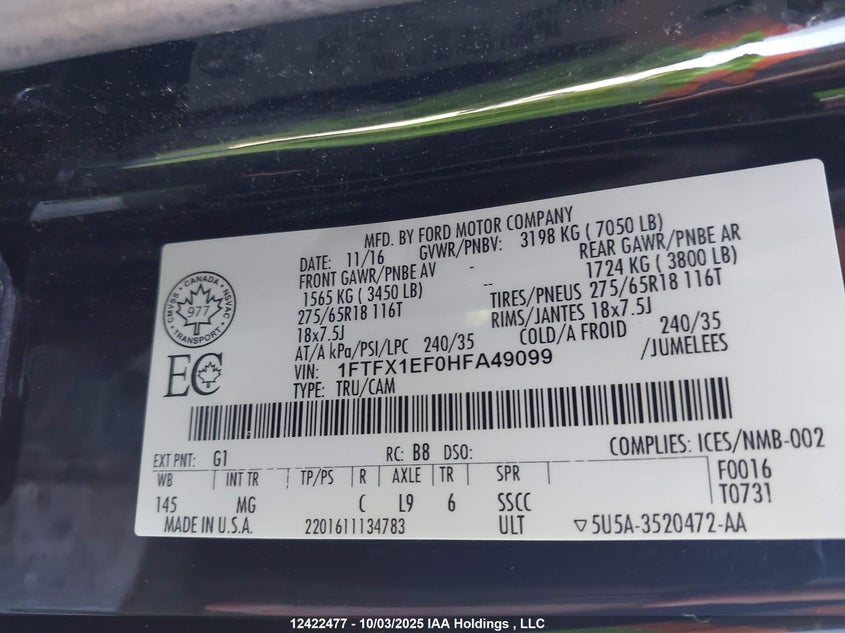 MFD. BY FORD MOTOR COMPANY
DATE: 11/16 GVWR/PNBV: 3198 KG ( 7050 LB)
FRONT GAWR/PNBE AV - REAR GAWR/PNBE AR
1565 KG ( 3450 LB) -- 1724 KG ( 3800 LB)
275/65R18 116T TIRES/PNEUS 275/65R18 116T
18x7.5J RIMS/JANTES 18x7.5J
AT/A kPa/PSI/LPC 240/35 COLD/A FROID 240/35
VIN: 1FTFX1EF0HFA49099 /JUMELEES
TYPE: TRU/CAM
CANADA
CMVSS NSVAC
977
TRANSPORT
EC
COMPLIES: ICES/NMB-002
EXT PNT: G1 RC: B8 DSO: F0016
WB INT TR TP/PS R AXLE TR SPR T0731
145 MG C L9 6 SSCC
MADE IN U.S.A. 2201611134783 ULT ▽5U5A-3520472-AA
12422477 - 10/03/2025 IAA Holdings , LLC